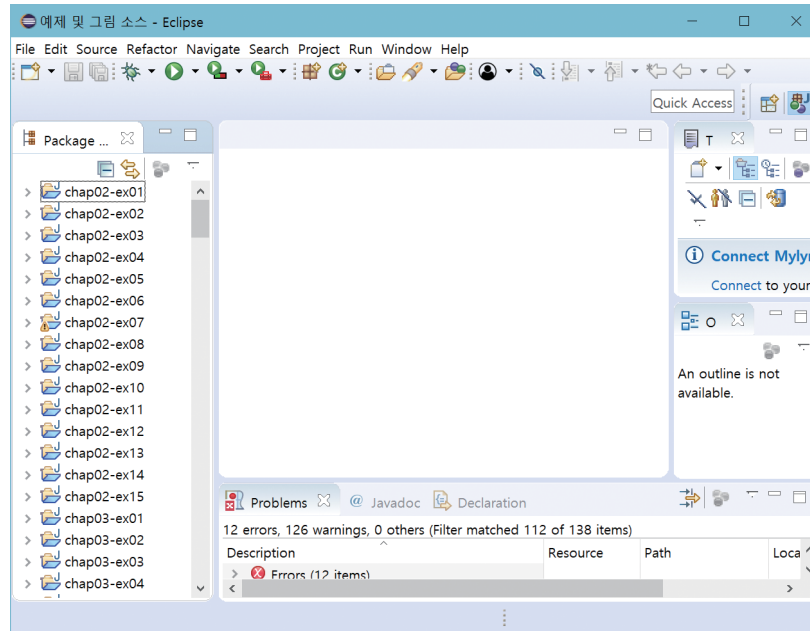 예제 및 그림 소스 - Eclipse
File Edit Source Refactor Navigate Search Project Run Window Help
Quick Access
Package ...
chap02-ex01
chap02-ex02
chap02-ex03
chap02-ex04
chap02-ex05
chap02-ex06
chap02-ex07
chap02-ex08
chap02-ex09
chap02-ex10
chap02-ex11
chap02-ex12
chap02-ex13
chap02-ex14
chap02-ex15
chap03-ex01
chap03-ex02
chap03-ex03
chap03-ex04
T
Connect Mylyn
Connect to your
O
An outline is not
available.
Problems @ Javadoc Declaration
12 errors, 126 warnings, 0 others (Filter matched 112 of 138 items)
Description Resource Path Loca
Errors (12 items)